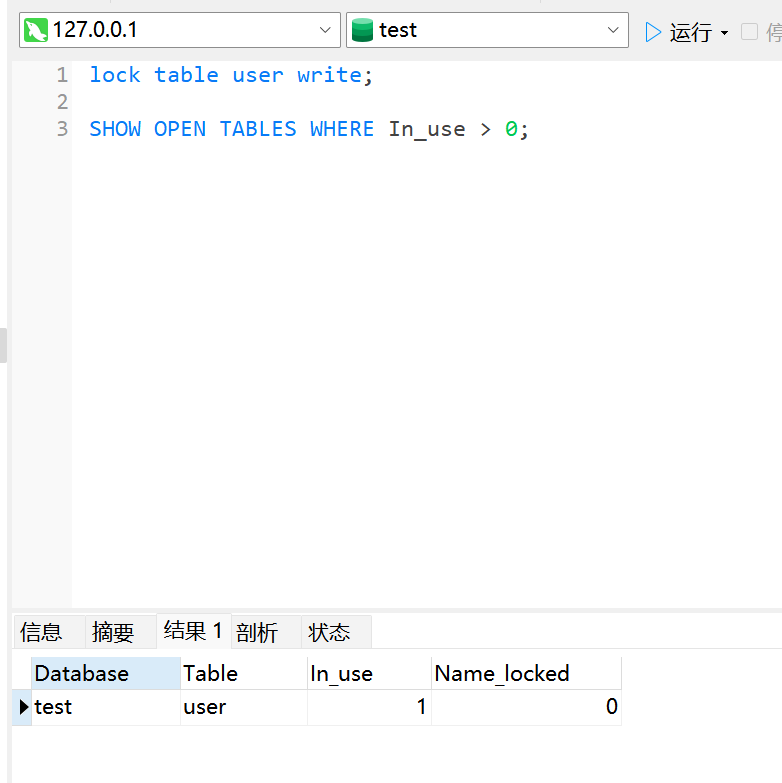 127.0.0.1 test 运行
1 lock table user write;
2
3 SHOW OPEN TABLES WHERE In_use > 0;
信息 摘要 结果 1 剖析 状态
Database Table In_use Name_locked
test user 1 0